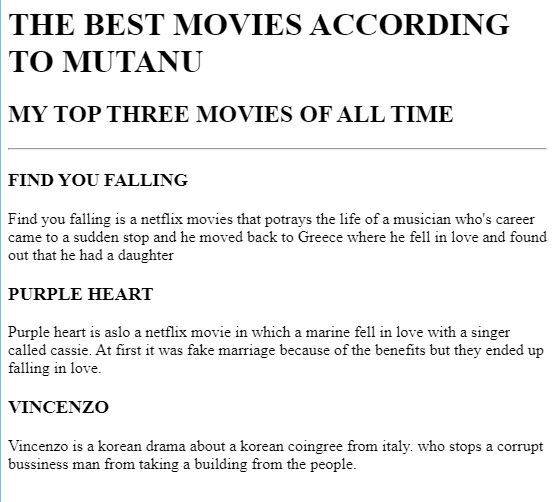 THE BEST MOVIES ACCORDING
TO MUTANU
MY TOP THREE MOVIES OF ALL TIME
FIND YOU FALLING
Find you falling is a netflix movies that potrays the life of a musician who's career
came to a sudden stop and he moved back to Greece where he fell in love and found
out that he had a daughter
PURPLE HEART
Purple heart is aslo a netflix movie in which a marine fell in love with a singer
called cassie. At first it was fake marriage because of the benefits but they ended up
falling in love.
VINCENZO
Vincenzo is a korean drama about a korean coingree from italy. who stops a corrupt
bussiness man from taking a building from the people.